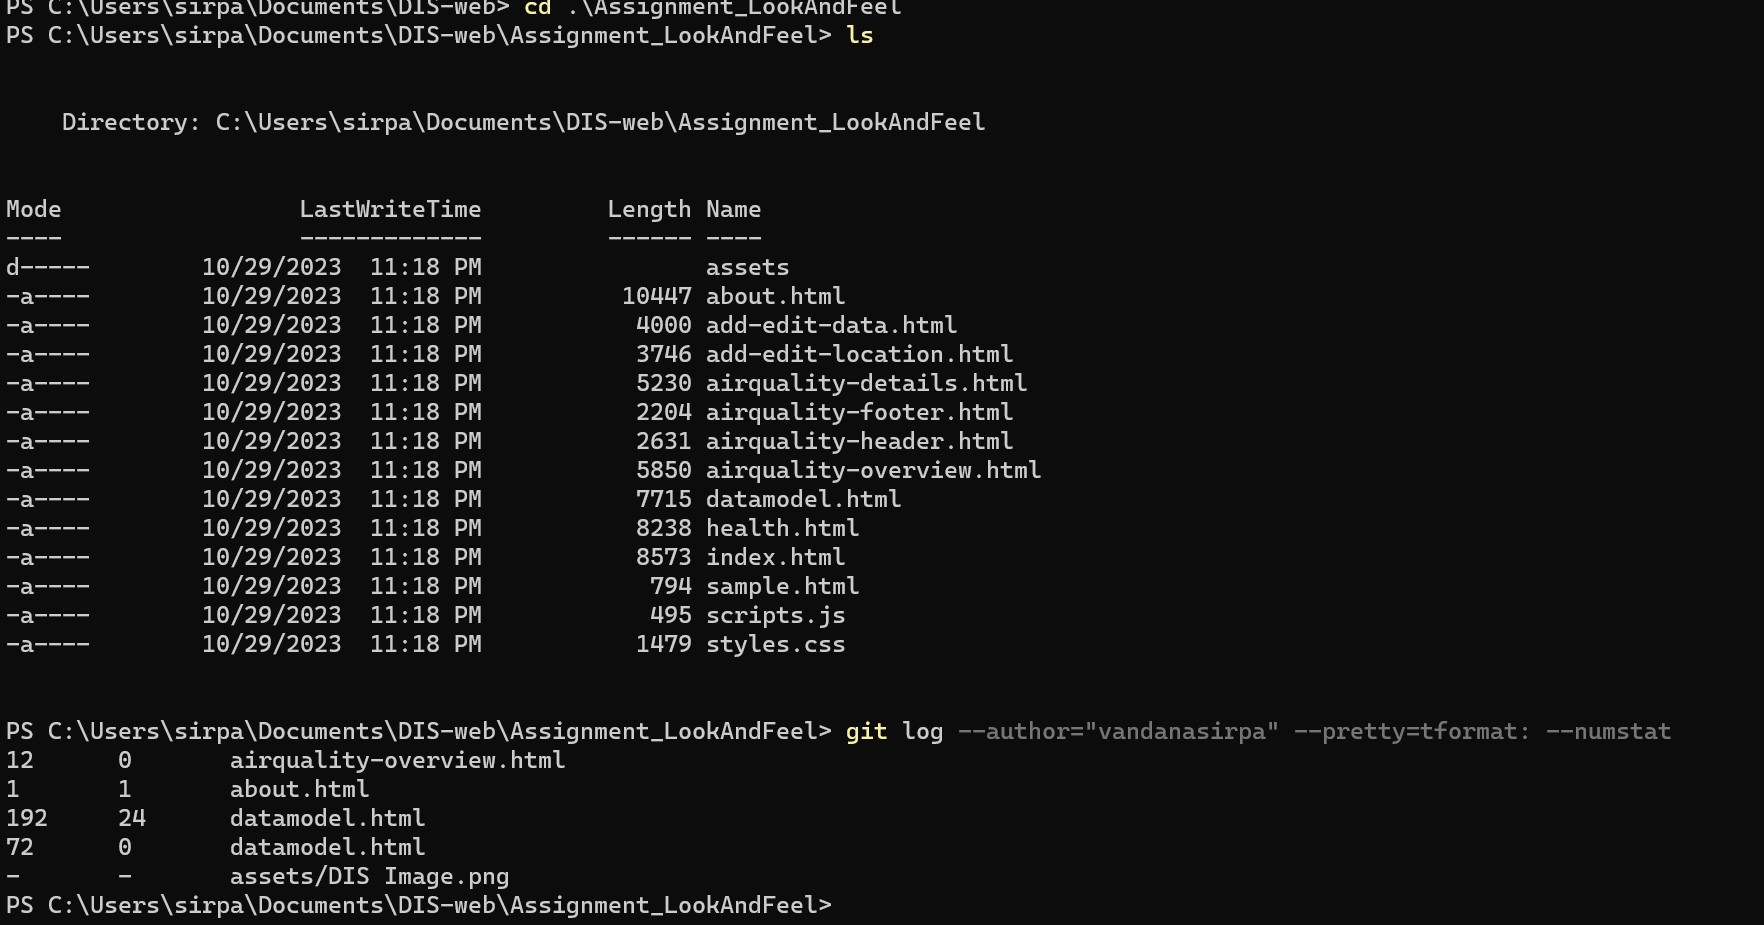 PS C:\Users\sirpa\Documents\DIS-web> cd .\Assignment_LookAndFeel
PS C:\Users\sirpa\Documents\DIS-web\Assignment_LookAndFeel> ls
    Directory: C:\Users\sirpa\Documents\DIS-web\Assignment_LookAndFeel
Mode                 LastWriteTime         Length Name
----                 -------------         ------ ----
d-----        10/29/2023  11:18 PM                assets
-a----        10/29/2023  11:18 PM          10447 about.html
-a----        10/29/2023  11:18 PM           4000 add-edit-data.html
-a----        10/29/2023  11:18 PM           3746 add-edit-location.html
-a----        10/29/2023  11:18 PM           5230 airquality-details.html
-a----        10/29/2023  11:18 PM           2204 airquality-footer.html
-a----        10/29/2023  11:18 PM           2631 airquality-header.html
-a----        10/29/2023  11:18 PM           5850 airquality-overview.html
-a----        10/29/2023  11:18 PM           7715 datamodel.html
-a----        10/29/2023  11:18 PM           8238 health.html
-a----        10/29/2023  11:18 PM           8573 index.html
-a----        10/29/2023  11:18 PM            794 sample.html
-a----        10/29/2023  11:18 PM            495 scripts.js
-a----        10/29/2023  11:18 PM           1479 styles.css
PS C:\Users\sirpa\Documents\DIS-web\Assignment_LookAndFeel> git log --author="vandanasirpa" --pretty=tformat: --numstat
12      0       airquality-overview.html
1       1       about.html
192     24      datamodel.html
72      0       datamodel.html
-       -       assets/DIS Image.png
PS C:\Users\sirpa\Documents\DIS-web\Assignment_LookAndFeel>